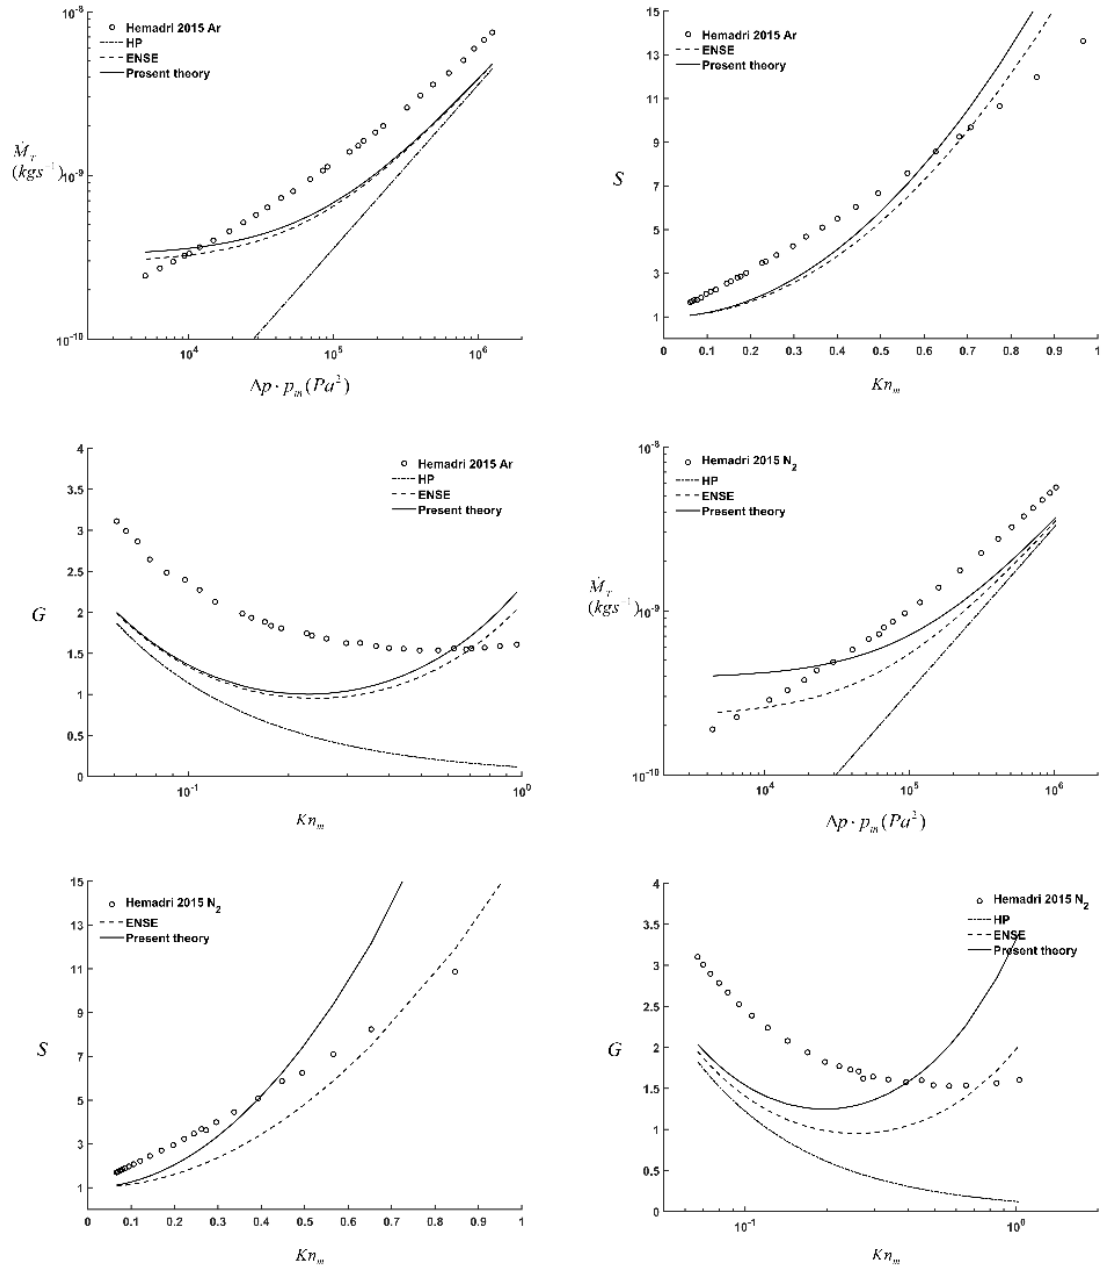 10⁻⁸
Hemadri 2015 Ar
HP
ENSE
Present theory
Ṁ_T
(kgs⁻¹)
10⁻⁹
10⁻¹⁰
10⁴ 10⁵ 10⁶
Δp · p_in (Pa²)
15
13
11
9
7
5
3
1
Hemadri 2015 Ar
ENSE
Present theory
S
0 0.1 0.2 0.3 0.4 0.5 0.6 0.7 0.8 0.9 1
Kn_m
4
3.5
3
2.5
2
1.5
1
0.5
0
Hemadri 2015 Ar
HP
ENSE
Present theory
G
10⁻¹ 10⁰
Kn_m
10⁻⁸
Hemadri 2015 N₂
HP
ENSE
Present theory
Ṁ_T
(kgs⁻¹)
10⁻⁹
10⁻¹⁰
10⁴ 10⁵ 10⁶
Δp · p_in (Pa²)
15
13
11
9
7
5
3
1
Hemadri 2015 N₂
ENSE
Present theory
S
0 0.1 0.2 0.3 0.4 0.5 0.6 0.7 0.8 0.9 1
Kn_m
4
3.5
3
2.5
2
1.5
1
0.5
0
Hemadri 2015 N₂
HP
ENSE
Present theory
G
10⁻¹ 10⁰
Kn_m